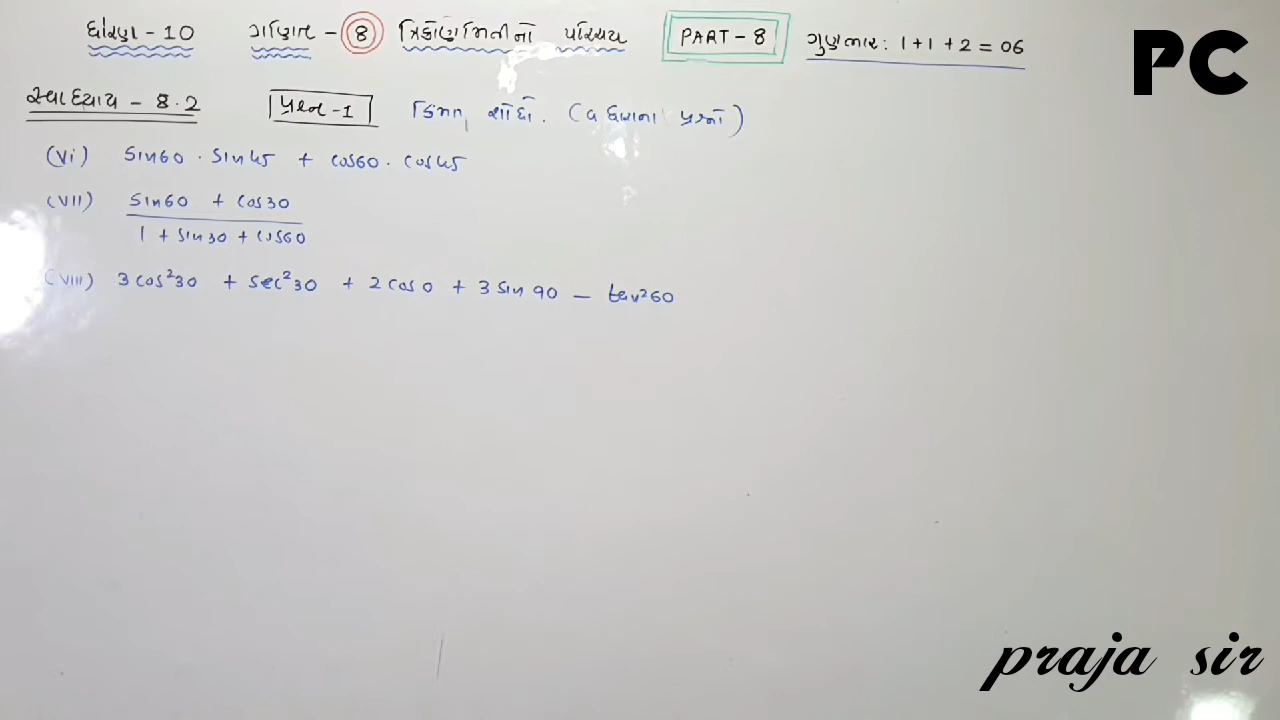 ધોરણ - 10 ગણિત - 8 ત્રિકોણમિતીનો પરિચય PART - 8 ગુણભાર : 1 + 1 + 2 = 06
PC
સ્વાધ્યાય - 8.2 પ્રશ્ન - 1 કિંમત શોધો. (વધારાના પ્રશ્નો)
(vi) sin60 . sin45 + cos60 . cos45
(VII) sin60 + cos30
1 + sin30 + cos60
(VIII) 3 cos²30 + sec²30 + 2 cos 0 + 3 sin 90 - tan²60
praja sir